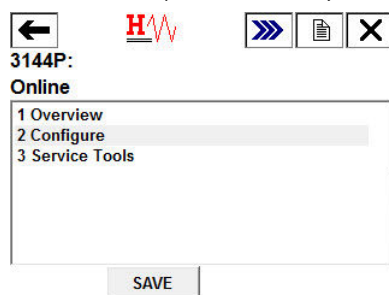 H
3144P:
Online
1 Overview
2 Configure
3 Service Tools
SAVE